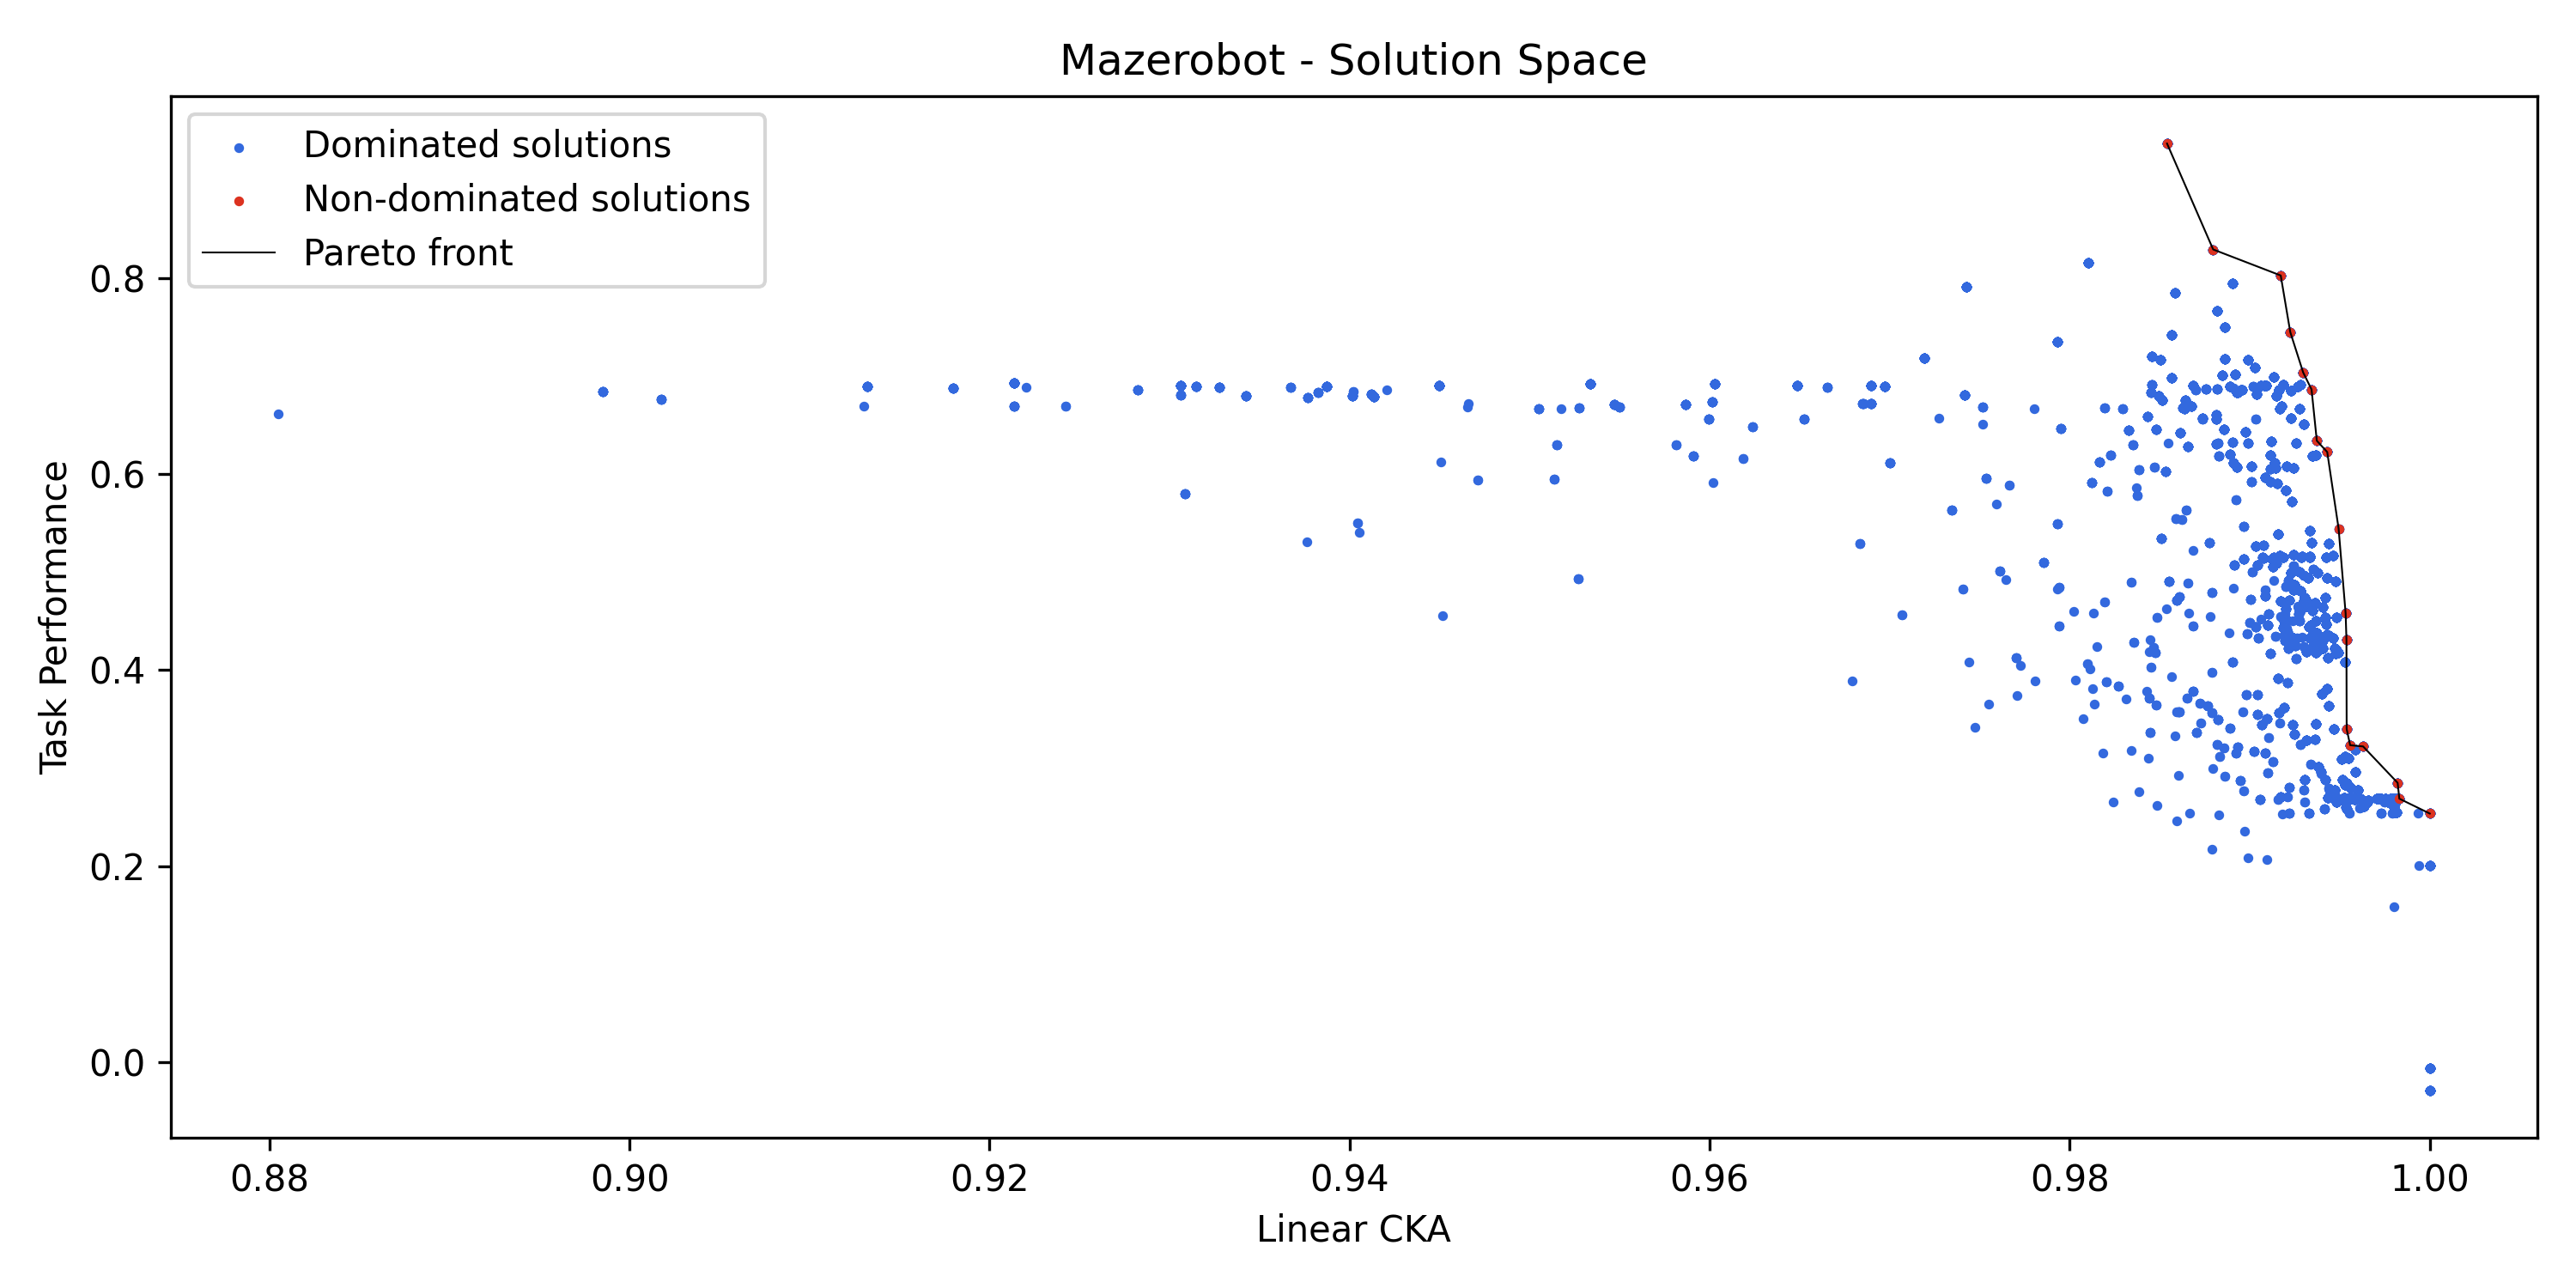 Mazerobot - Solution Space
Dominated solutions
Non-dominated solutions
Pareto front
Task Performance
0.8
0.6
0.4
0.2
0.0
0.88 0.90 0.92 0.94 0.96 0.98 1.00
Linear CKA